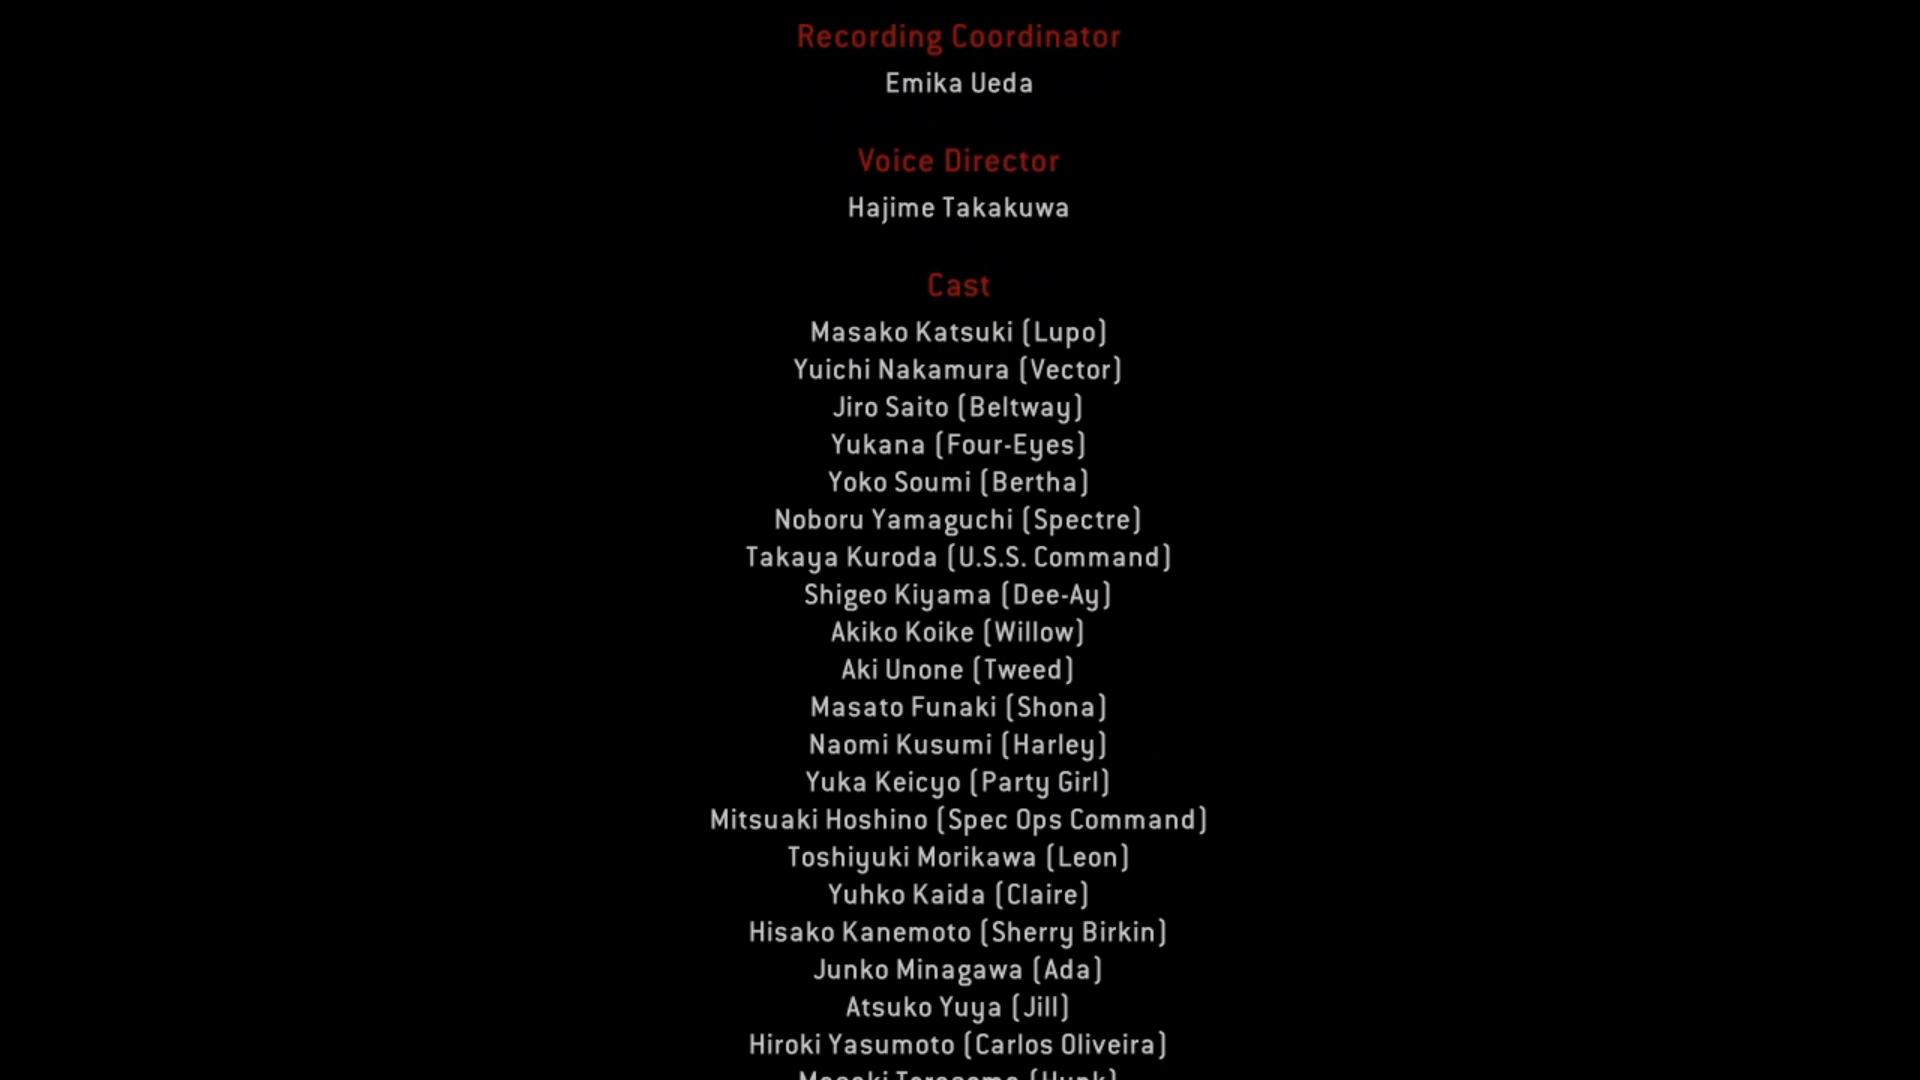 Recording Coordinator
Emika Ueda
Voice Director
Hajime Takakuwa
Cast
Masako Katsuki (Lupo)
Yuichi Nakamura (Vector)
Jiro Saito (Beltway)
Yukana (Four-Eyes)
Yoko Soumi (Bertha)
Noboru Yamaguchi (Spectre)
Takaya Kuroda (U.S.S. Command)
Shigeo Kiyama (Dee-Ay)
Akiko Koike (Willow)
Aki Unone (Tweed)
Masato Funaki (Shona)
Naomi Kusumi (Harley)
Yuka Keicyo (Party Girl)
Mitsuaki Hoshino (Spec Ops Command)
Toshiyuki Morikawa (Leon)
Yuhko Kaida (Claire)
Hisako Kanemoto (Sherry Birkin)
Junko Minagawa (Ada)
Atsuko Yuya (Jill)
Hiroki Yasumoto (Carlos Oliveira)